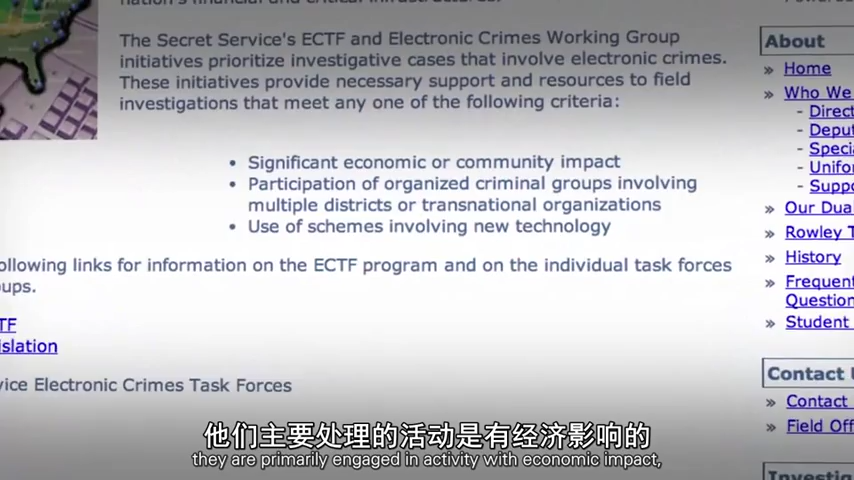 nation's financial and critical infrastructures.
The Secret Service's ECTF and Electronic Crimes Working Group
initiatives prioritize investigative cases that involve electronic crimes.
These initiatives provide necessary support and resources to field
investigations that meet any one of the following criteria:
• Significant economic or community impact
• Participation of organized criminal groups involving
multiple districts or transnational organizations
• Use of schemes involving new technology
ollowing links for information on the ECTF program and on the individual task forces
ups.
TF
islation
vice Electronic Crimes Task Forces
About
» Home
» Who We
- Direct
- Deput
- Speci
- Unifo
- Suppo
» Our Dua
» Rowley T
» History
» Frequent
Question
» Student
Contact
» Contact
» Field Off
Investig
他们主要处理的活动是有经济影响的
they are primarily engaged in activity with economic impact,